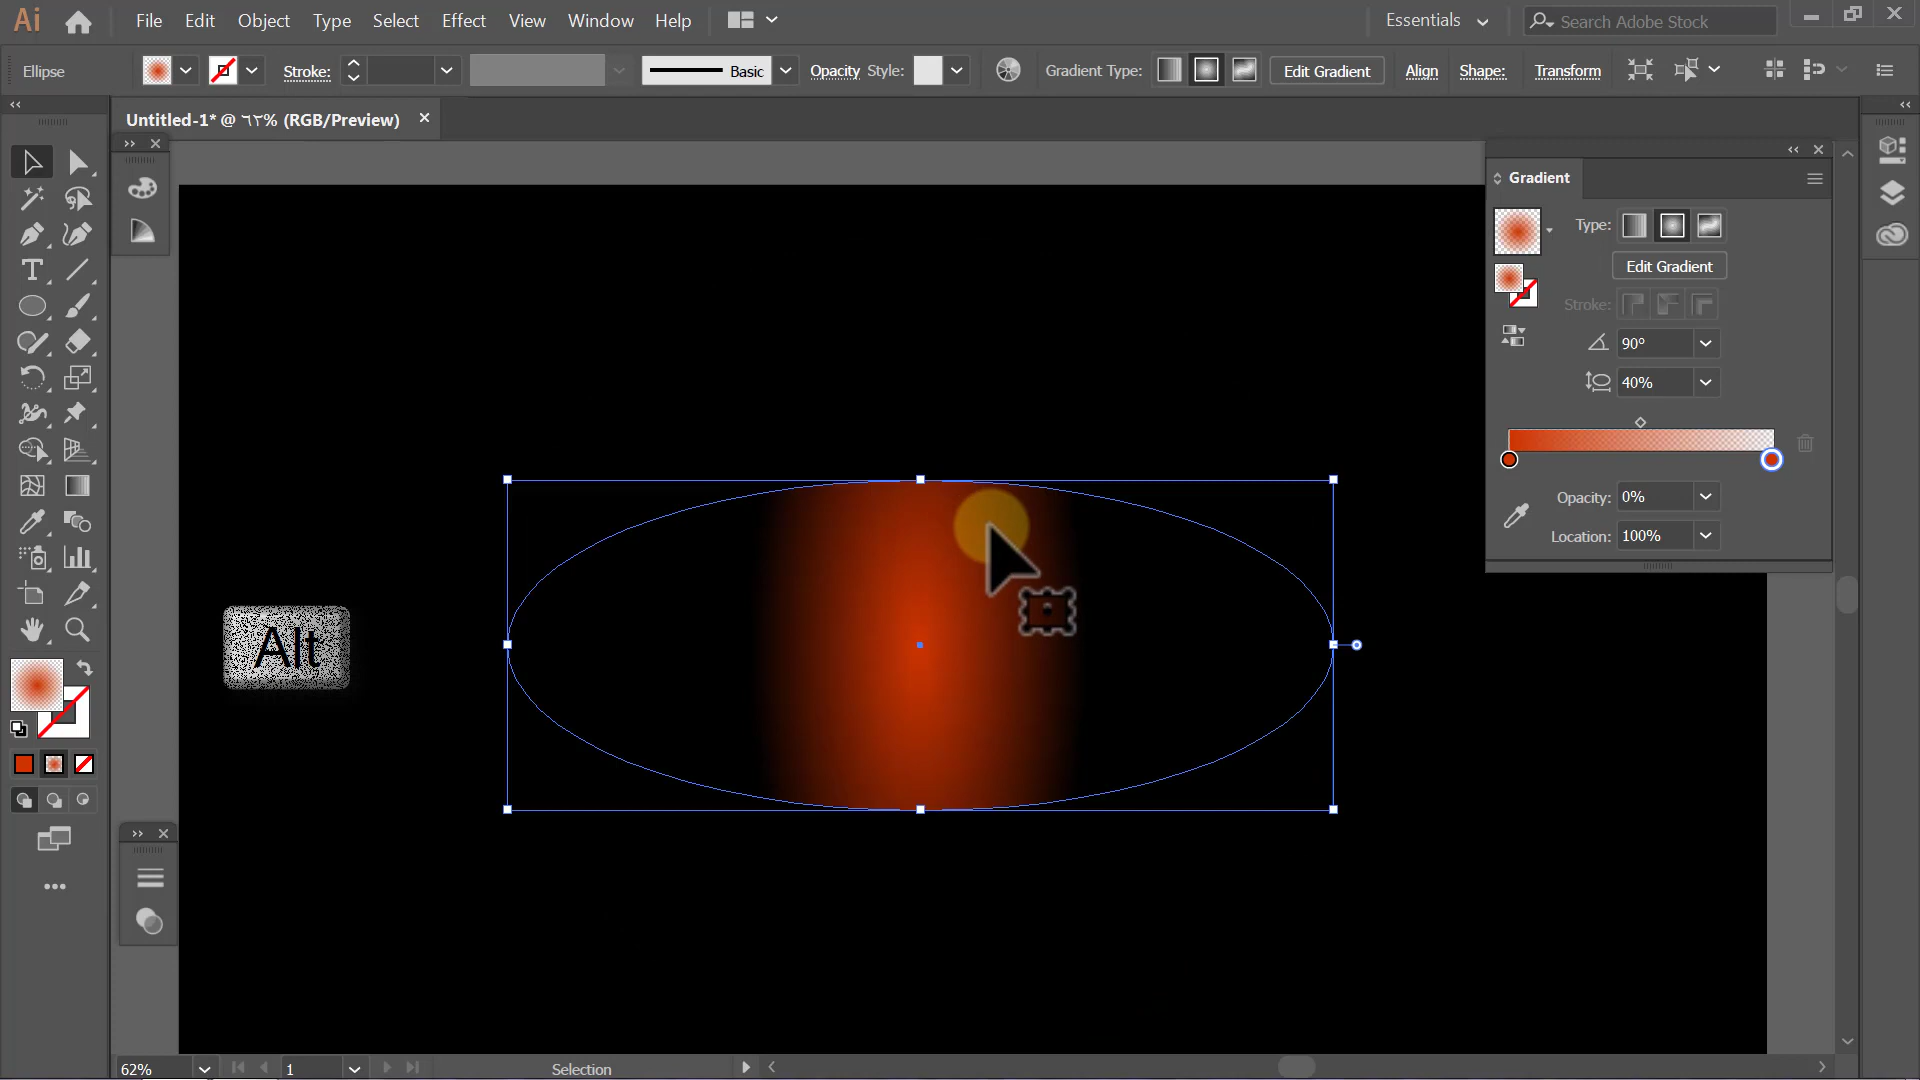 Ai File Edit Object Type Select Effect View Window Help Essentials Search Adobe Stock
Ellipse Stroke: Basic Opacity Style: Gradient Type: Edit Gradient Align Shape: Transform
Untitled-1* @ ٦٢% (RGB/Preview)
Gradient
Type:
Edit Gradient
Stroke:
90°
40%
Opacity: 0%
Location: 100%
Alt
62% 1 Selection